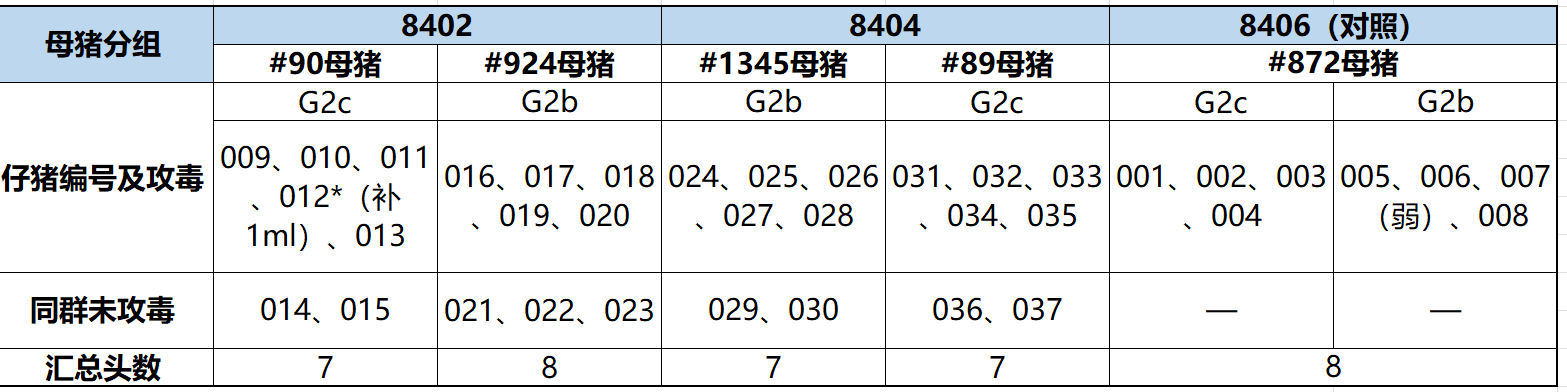 母猪分组
8402
8404
8406（对照）
#90母猪
#924母猪
#1345母猪
#89母猪
#872母猪
仔猪编号及攻毒
G2c
G2b
G2b
G2c
G2c
G2b
009、010、011
、012*（补
1ml）、013
016、017、018
、019、020
024、025、026
、027、028
031、032、033
、034、035
001、002、003
、004
005、006、007
（弱）、008
同群未攻毒
014、015
021、022、023
029、030
036、037
—
—
汇总头数
7
8
7
7
8